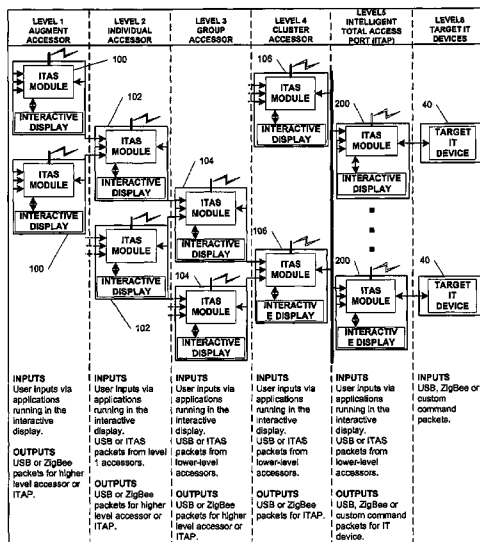 LEVEL 1
AUGMENT
ACCESSOR
LEVEL 2
INDIVIDUAL
ACCESSOR
LEVEL 3
GROUP
ACCESSOR
LEVEL 4
CLUSTER
ACCESSOR
LEVEL5
INTELLIGENT
TOTAL ACCESS
PORT (ITAP)
LEVEL6
TARGET IT
DEVICES
100
ITAS
MODULE
INTERACTIVE
DISPLAY
ITAS
MODULE
INTERACTIVE
DISPLAY
100
102
ITAS
MODULE
INTERACTIVE
DISPLAY
ITAS
MODULE
INTERACTIVE
DISPLAY
102
104
ITAS
MODULE
INTERACTIVE
DISPLAY
104
ITAS
MODULE
INTERACTIVE
DISPLAY
106
ITAS
MODULE
INTERACTIVE
DISPLAY
106
ITAS
MODULE
INTERACTIV
E DISPLAY
200
ITAS
MODULE
INTERACTIVE
DISPLAY
200
ITAS
MODULE
INTERACTIV
E DISPLAY
40
TARGET IT
DEVICE
40
TARGET IT
DEVICE
INPUTS
User inputs via
applications
running in the
interactive
display.
OUTPUTS
USB or ZigBee
packets for higher
level accessor or
ITAP.
INPUTS
User inputs via
applications
running in the
interactive
display.
USB or ITAS
packets from level
1 accessors.
OUTPUTS
USB or ZigBee
packets for higher
level accessor or
ITAP.
INPUTS
User inputs via
applications
running in the
interactive
display.
USB or ITAS
packets from
lower-level
accessors.
OUTPUTS
USB or ZigBee
packets for higher
level accessor or
ITAP.
INPUTS
User inputs via
applications
running in the
interactive
display.
USB or ITAS
packets from
lower-level
accessors.
OUTPUTS
USB or ZigBee
packets for ITAP.
INPUTS
User inputs via
applications
running in the
interactive
display.
USB or ITAS
packets from
lower-level
accessors.
OUTPUTS
USB, ZigBee or
custom command
packets for IT
device.
INPUTS
USB, ZigBee or
custom
command
packets.